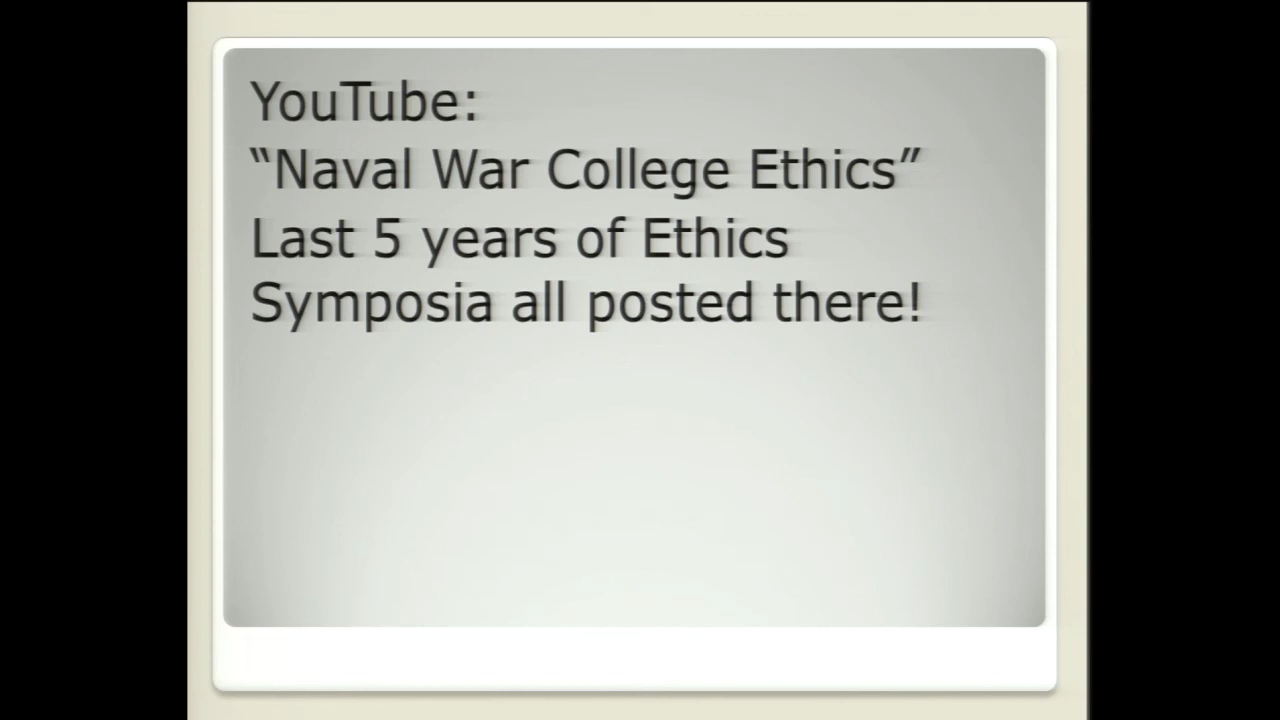 YouTube:
“Naval War College Ethics”
Last 5 years of Ethics
Symposia all posted there!